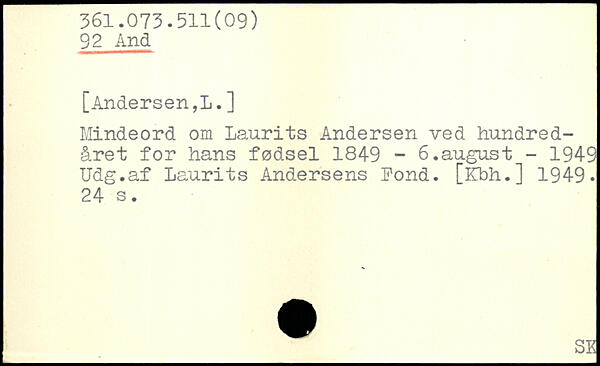 361.073.511(09)
92 And
[Andersen,L.]
Mindeord om Laurits Andersen ved hundred-
året for hans fødsel 1849 - 6.august - 1949
Udg.af Laurits Andersens Fond. [Kbh.] 1949.
24 s.
SK